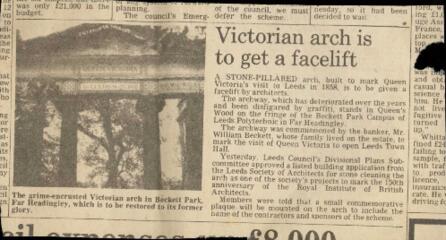 was only £21,000 in the
budget.
planning.
The council's Emerg-
of the council, we must
defer the scheme.
nesday, so it had been
decided to wait.
Victorian arch is
to get a facelift
A STONE-PILLARED arch, built to mark Queen
Victoria's visit to Leeds in 1858, is to be given a
facelift by architects.
The archway, which has deteriorated over the years
and been disfigured by graffiti, stands in Queen's
Wood on the fringe of the Beckett Park Campus of
Leeds Polytechnic in Far Headingley.
The archway was commissioned by the banker, Mr.
William Beckett, whose family lived on the estate, to
mark the visit of Queen Victoria to open Leeds Town
Hall.
Yesterday, Leeds Council's Divisional Plans Sub-
committee approved a listed building application from
the Leeds Society of Architects for stone cleaning the
arch as one of the society's projects to mark the 150th
anniversary of the Royal Institute of British
Architects.
Members were told that a small commemorative
plaque will be mounted on the arch to include the
name of the contractors and sponsors of the scheme.
The grime-encrusted Victorian arch in Beckett Park,
Far Headingley, which is to be restored to its former
glory.